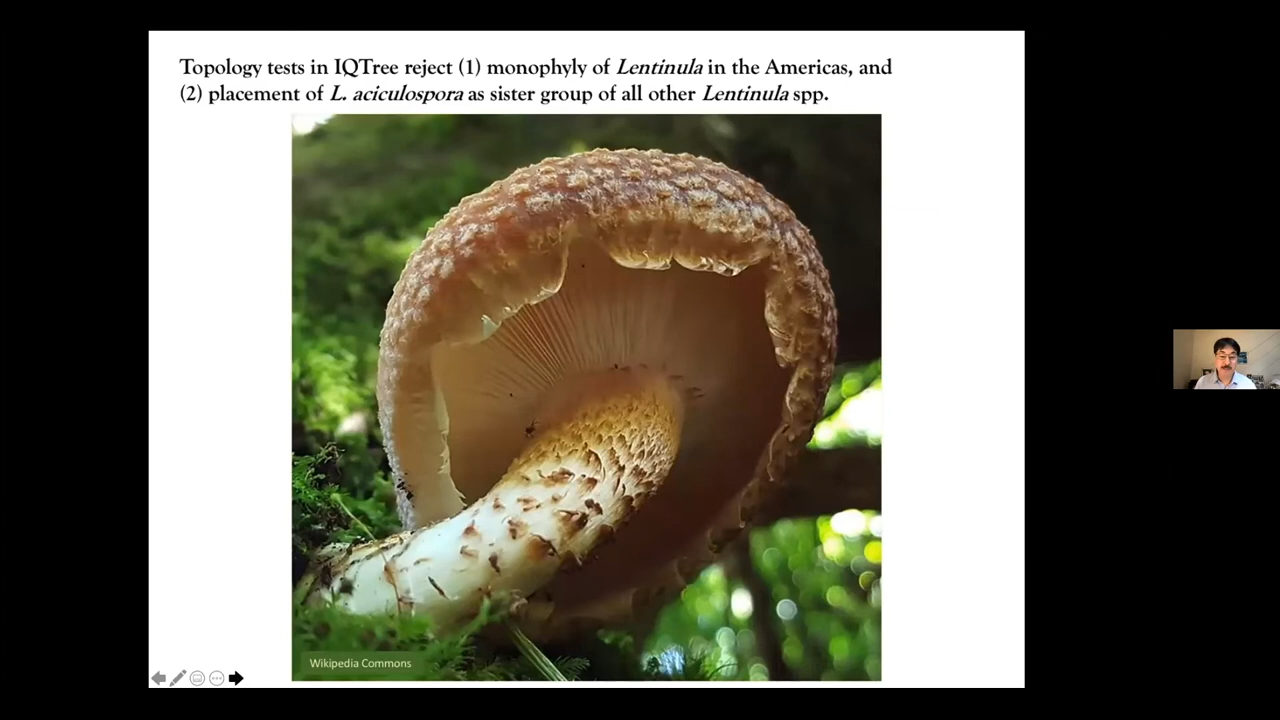 Topology tests in IQTree reject (1) monophyly of Lentinula in the Americas, and
(2) placement of L. aciculospora as sister group of all other Lentinula spp.
Wikipedia Commons